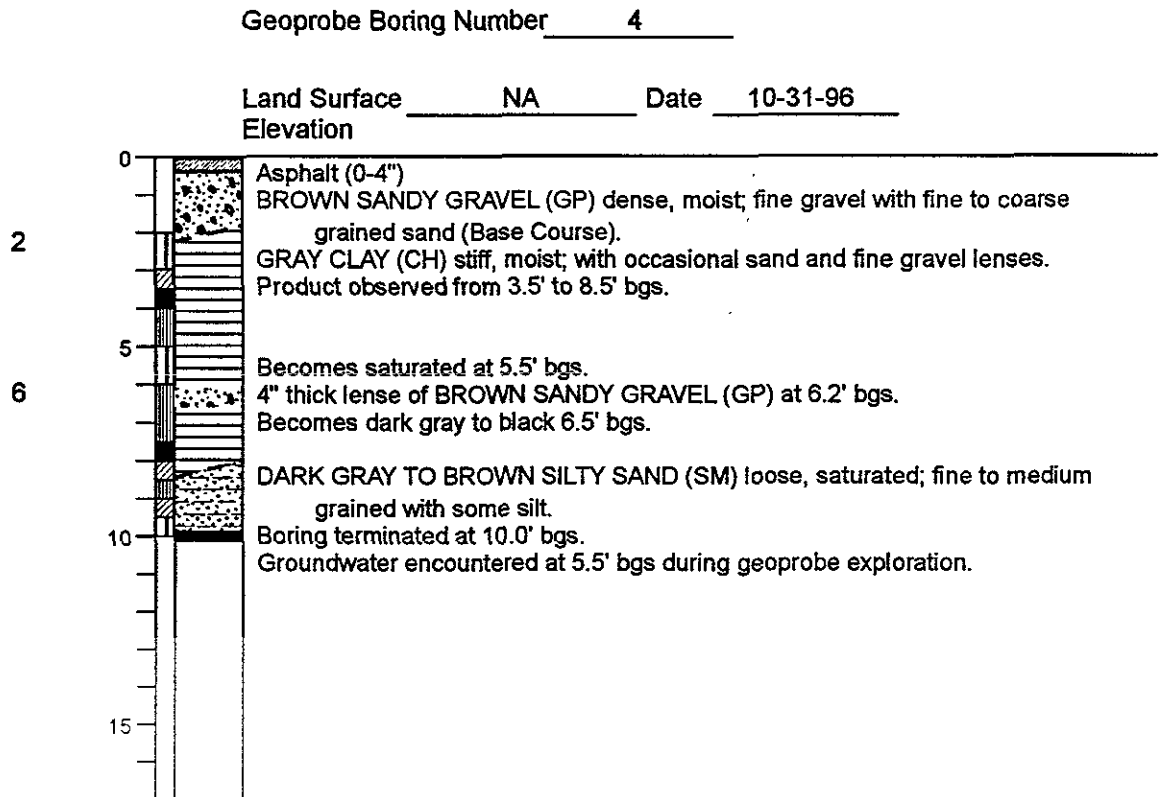 Geoprobe Boring Number 4
Land Surface NA Date 10-31-96
Elevation
0
Asphalt (0-4")
BROWN SANDY GRAVEL (GP) dense, moist; fine gravel with fine to coarse
2
grained sand (Base Course).
GRAY CLAY (CH) stiff, moist; with occasional sand and fine gravel lenses.
Product observed from 3.5' to 8.5' bgs.
5
Becomes saturated at 5.5' bgs.
6
4" thick lense of BROWN SANDY GRAVEL (GP) at 6.2' bgs.
Becomes dark gray to black 6.5' bgs.
DARK GRAY TO BROWN SILTY SAND (SM) loose, saturated; fine to medium
grained with some silt.
10
Boring terminated at 10.0' bgs.
Groundwater encountered at 5.5' bgs during geoprobe exploration.
15